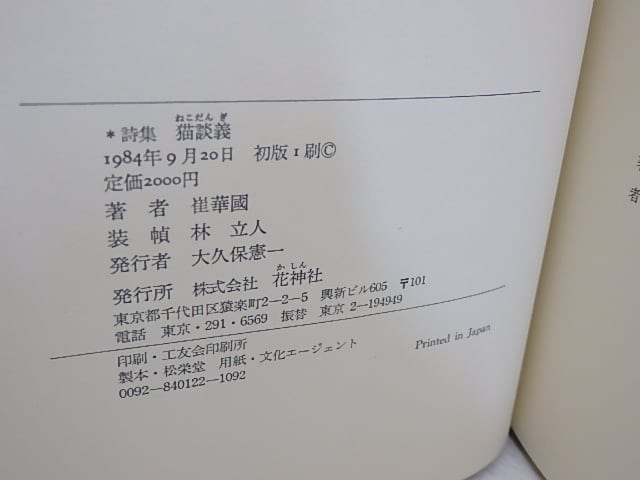 *詩集 猫談義
ねこだんぎ
1984年9月20日 初版1刷©
定価2000円
著者 崔華國
装幀 林立人
発行者 大久保憲一
発行所 株式会社 花神社
かしん
東京都千代田区猿楽町2-2-5 興新ビル605 〒101
電話 東京・291・6569 振替 東京2-194949
印刷・工友会印刷所
製本・松栄堂 用紙・文化エージェント
0092-840122-1092
Printed in Japan
者